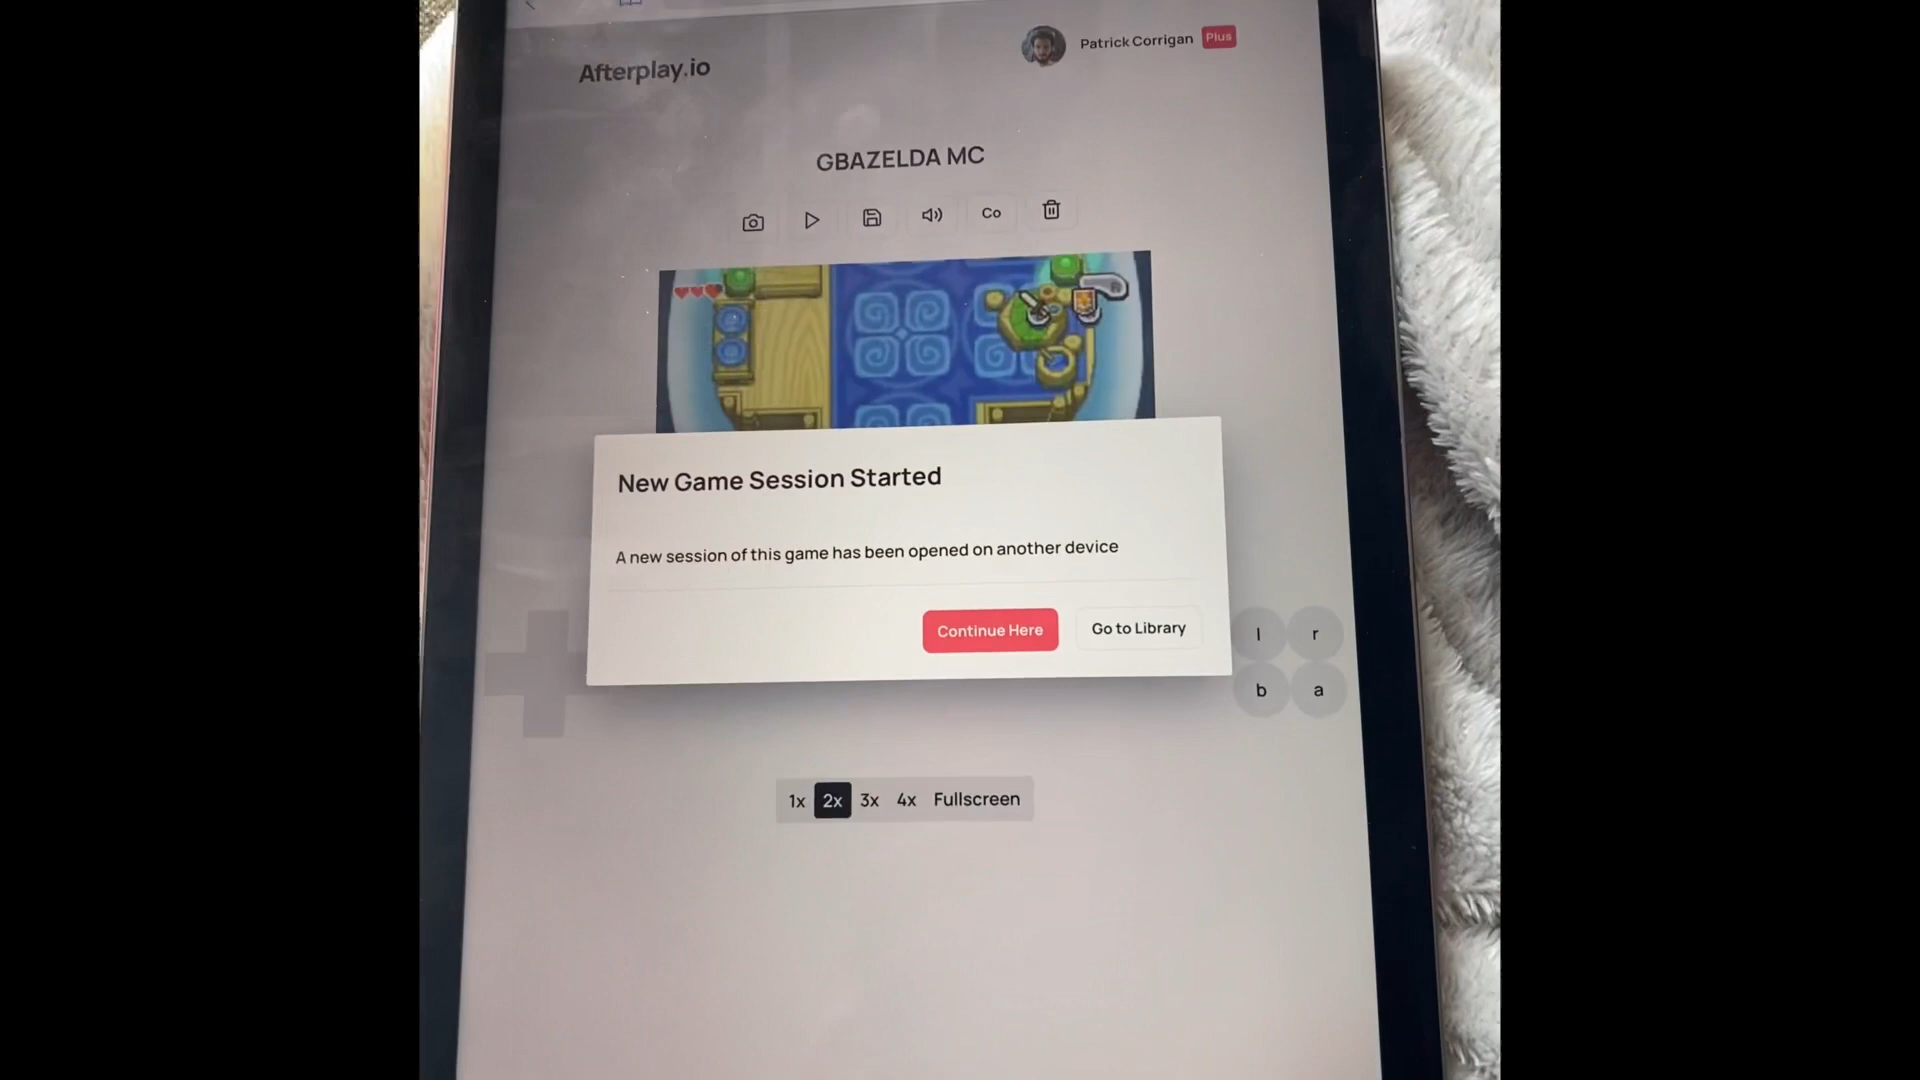 Afterplay.io
Patrick Corrigan Plus
GBAZELDA MC
Co
New Game Session Started
A new session of this game has been opened on another device
Continue Here Go to Library
l r
b a
1x 2x 3x 4x Fullscreen